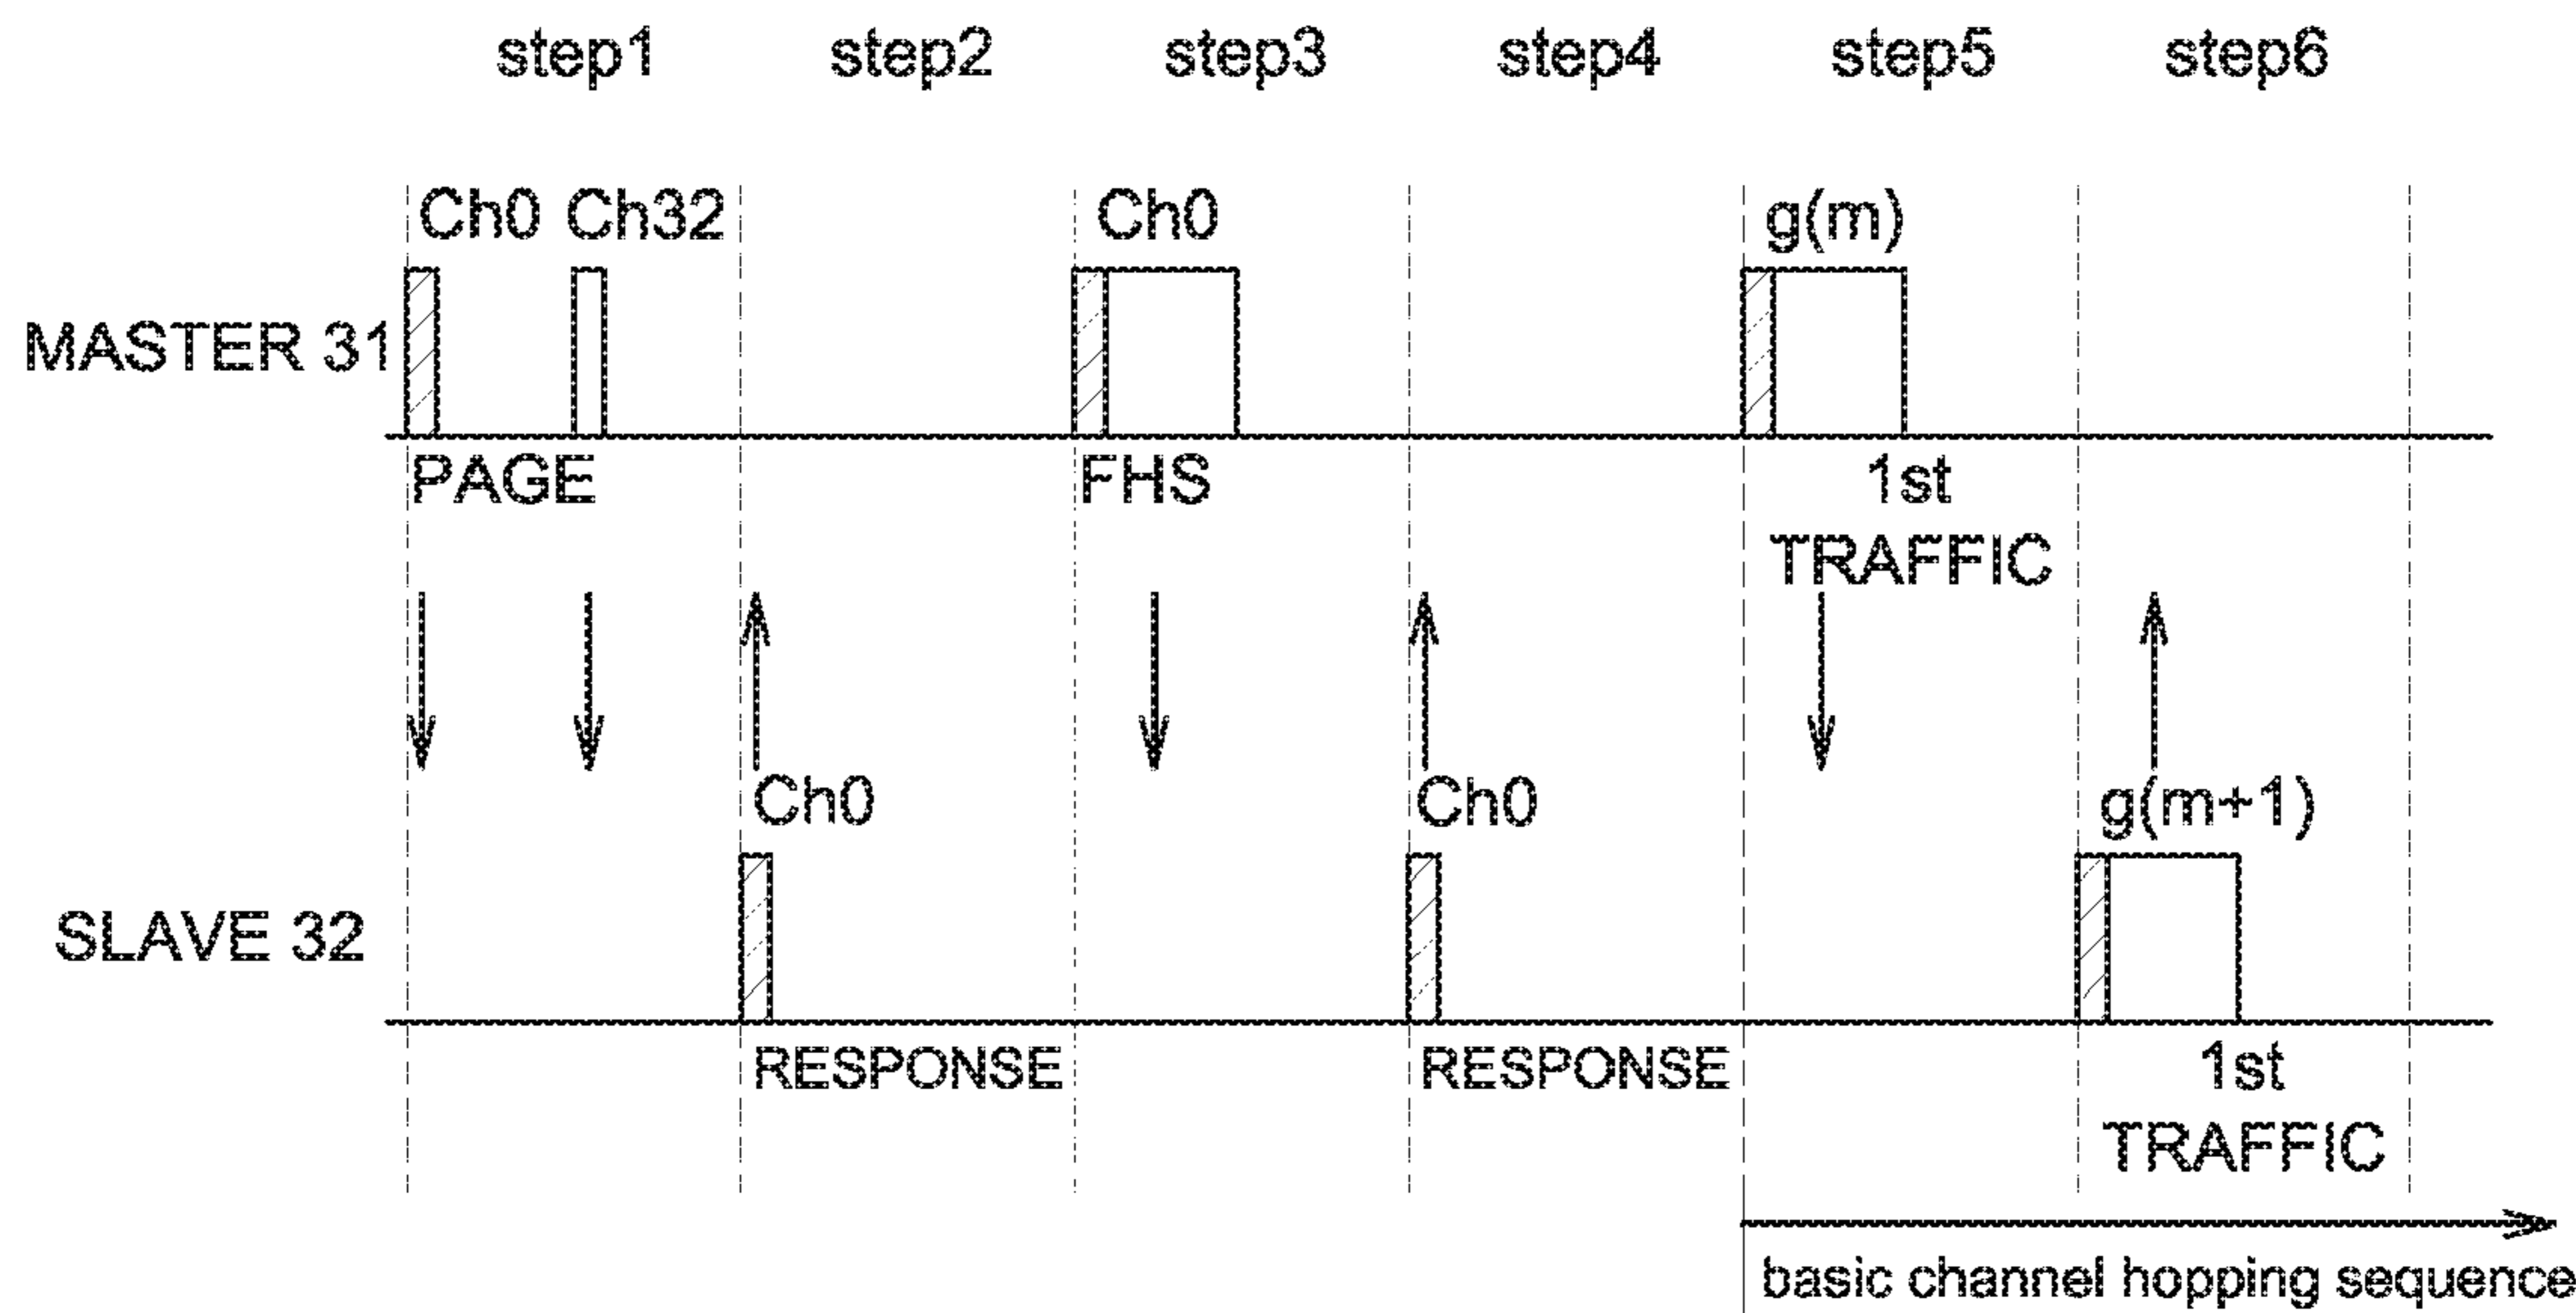 step1 step2 step3 step4 step5 step6
Ch0 Ch32 Ch0 g(m)
MASTER 31
PAGE FHS 1st
TRAFFIC
Ch0 Ch0 g(m+1)
SLAVE 32
RESPONSE RESPONSE 1st
TRAFFIC
basic channel hopping sequence